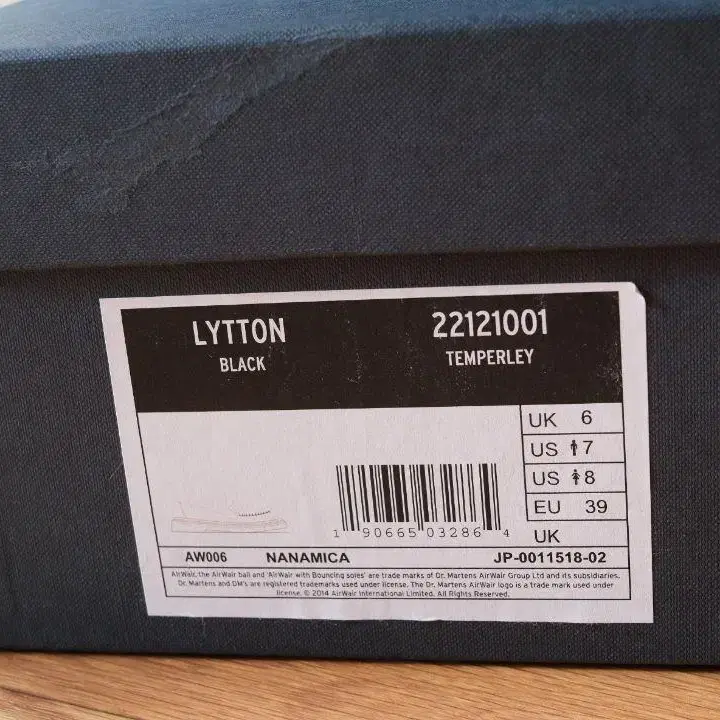 LYTTON 22121001
BLACK TEMPERLEY
UK 6
US 7
US 8
EU 39
UK
1 90665 03286 4
AW006 NANAMICA JP-0011518-02
AirWair, the AirWair ball and 'AirWair with Bouncing soles' are trade marks of Dr. Martens AirWair Group Ltd and its subsidiaries.
Dr. Martens and DM's are registered trademarks used under license. The Dr. Martens AirWair logo is a trade mark used under
license. © 2014 AirWair International Limited. All Rights Reserved.